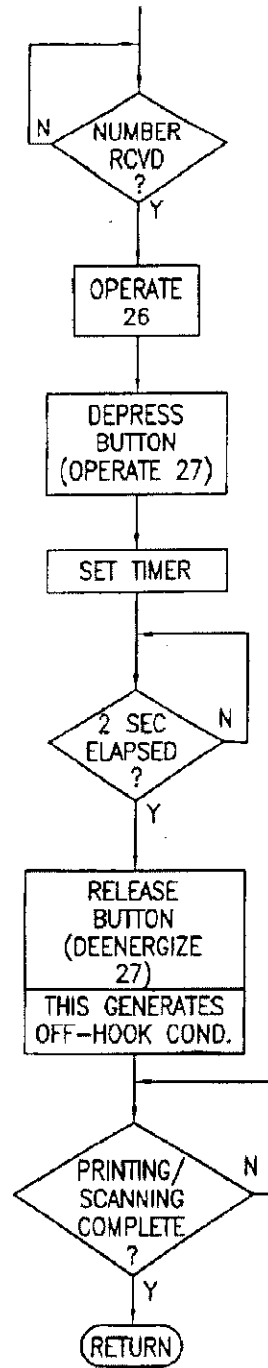 N
NUMBER
RCVD
?
Y
OPERATE
26
DEPRESS
BUTTON
(OPERATE 27)
SET TIMER
2 SEC
ELAPSED
?
N
Y
RELEASE
BUTTON
(DEENERGIZE
27)
THIS GENERATES
OFF-HOOK COND.
PRINTING/
SCANNING
COMPLETE
?
N
Y
RETURN